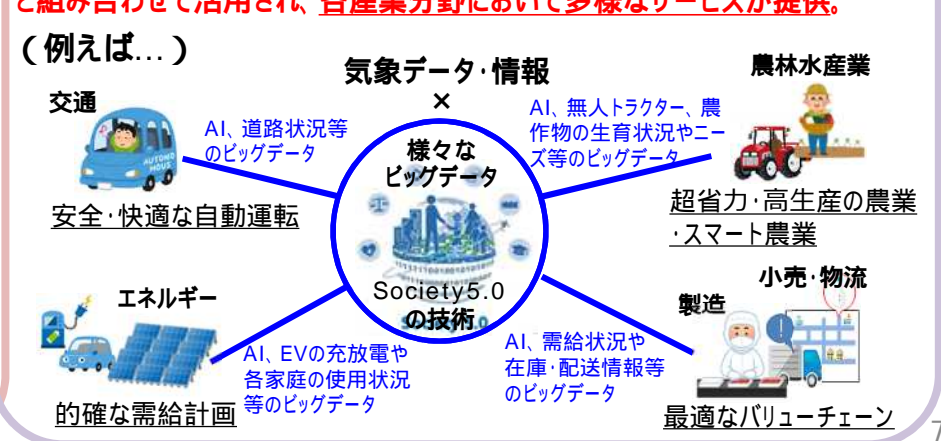 と組み合わせて活用され、各産業分野において多様なサービスが提供。
（例えば…）
気象データ・情報
×
様々な
ビッグデータ
Society5.0
の技術
交通
AUTONO
MOUS
AI、道路状況等
のビッグデータ
安全・快適な自動運転
農林水産業
AI、無人トラクター、農
作物の生育状況やニー
ズ等のビッグデータ
超省力・高生産の農業
・スマート農業
エネルギー
AI、EVの充放電や
各家庭の使用状況
等のビッグデータ
的確な需給計画
小売・物流
製造
AI、需給状況や
在庫・配送情報等
のビッグデータ
最適なバリューチェーン
7